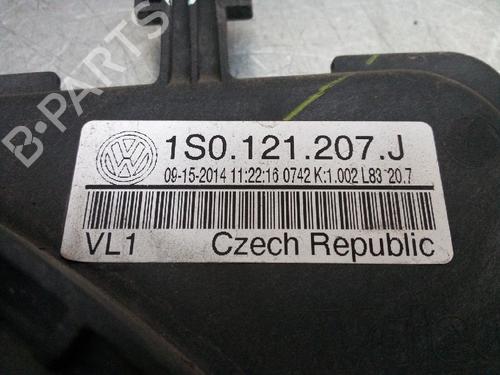 B-PARTS
1S0.121.207.J
09-15-2014 11:22:16 0742 K:1.002 L83 20.7
VL1 Czech Republic